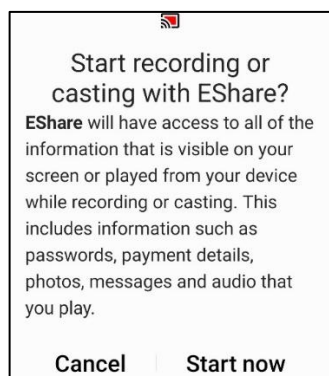 Start recording or
casting with EShare?
EShare will have access to all of the
information that is visible on your
screen or played from your device
while recording or casting. This
includes information such as
passwords, payment details,
photos, messages and audio that
you play.
Cancel Start now